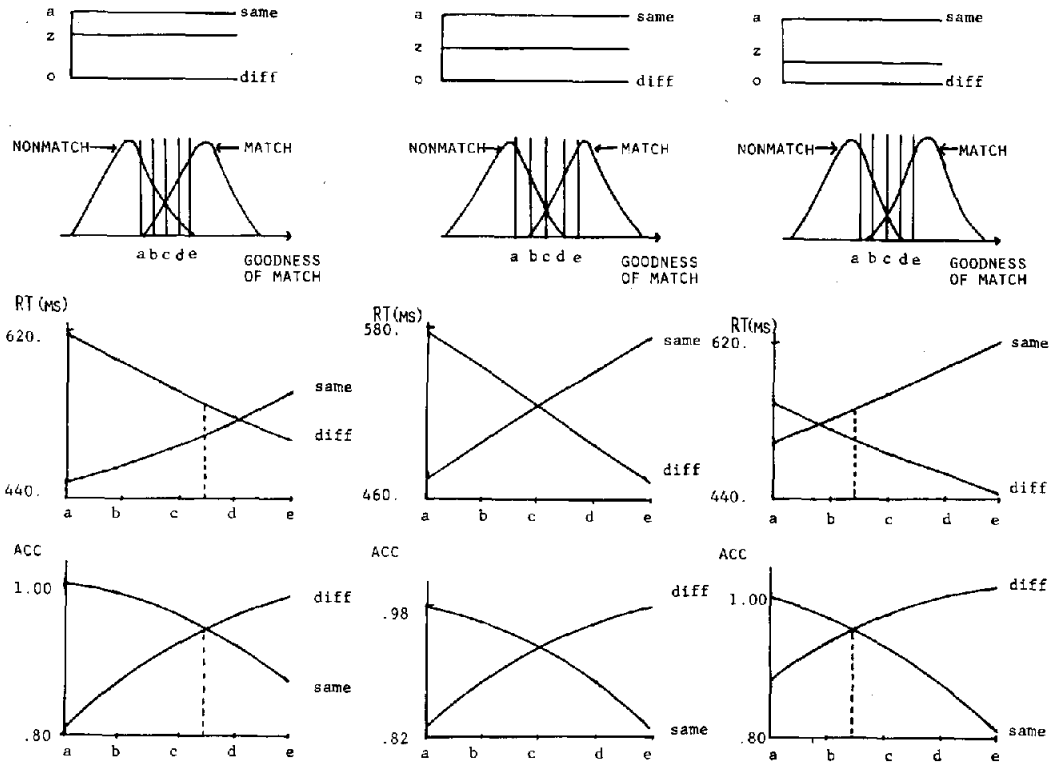 a same
z
o diff
a same
z
o diff
a same
z
o diff
NONMATCH MATCH
a b c d e
GOODNESS
OF MATCH
NONMATCH MATCH
a b c d e
GOODNESS
OF MATCH
NONMATCH MATCH
a b c d e
GOODNESS
OF MATCH
RT (MS)
620.
same
diff
440.
a b c d e
RT(MS)
580.
same
diff
460.
a b c d e
RT(MS)
620.
same
diff
440.
a b c d e
ACC
1.00
diff
same
.80
a b c d e
ACC
.98
diff
same
.82
a b c d e
ACC
1.00
diff
same
.80
a b c d e